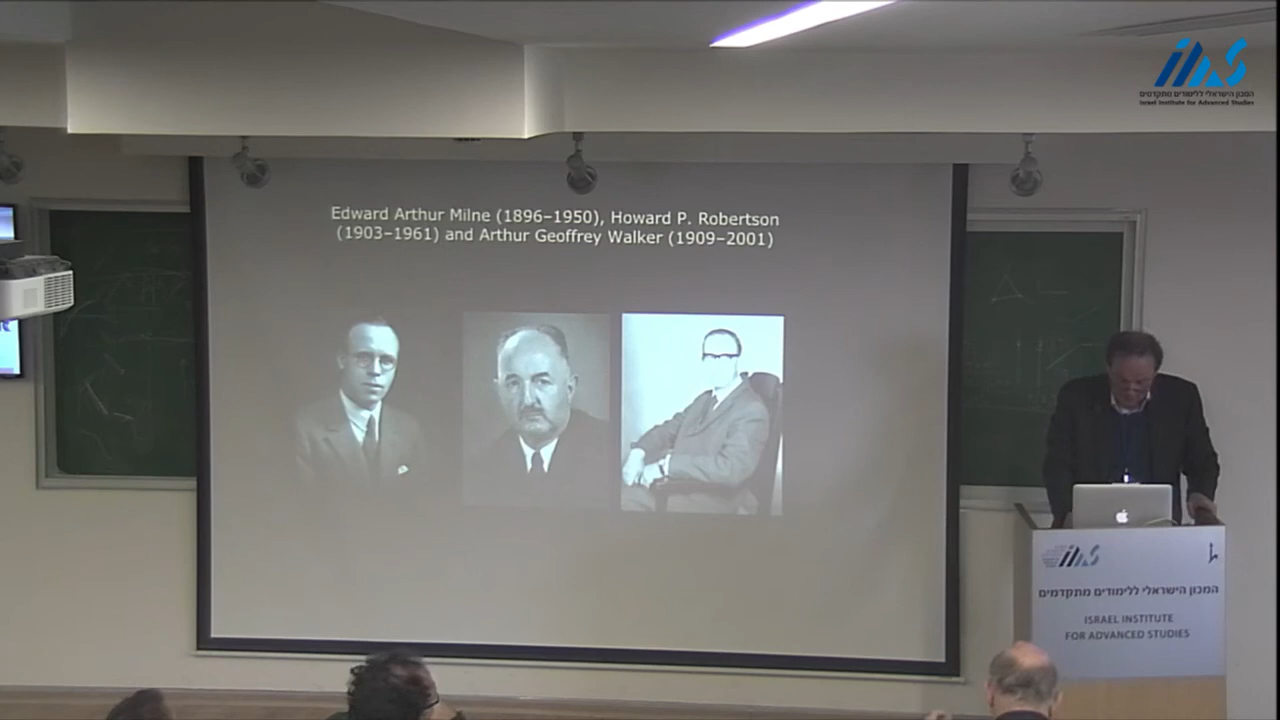 המכון הישראלי ללימודים מתקדמים
Israel Institute for Advanced Studies
Edward Arthur Milne (1896–1950), Howard P. Robertson
(1903–1961) and Arthur Geoffrey Walker (1909–2001)
המכון הישראלי ללימודים מתקדמים
ISRAEL INSTITUTE
FOR ADVANCED STUDIES